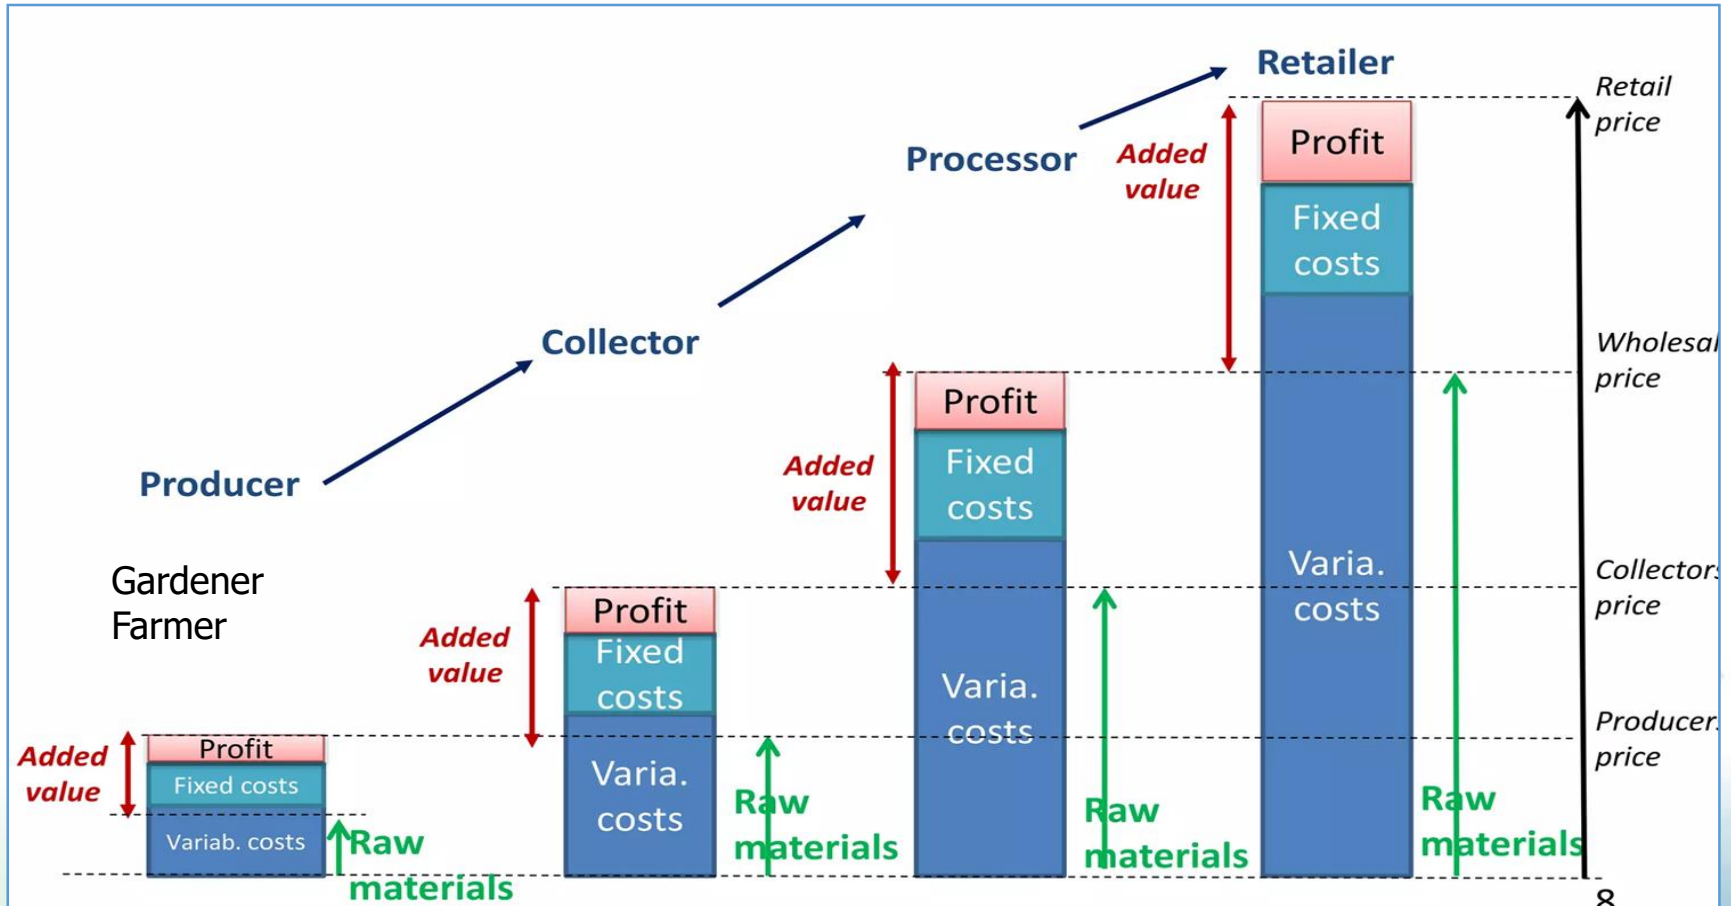 Retailer
Retail
price
Processor
Added
value
Profit
Fixed
costs
Varia.
costs
Wholesal
price
Collector
Added
value
Profit
Fixed
costs
Varia.
costs
Collectors
price
Producer
Gardener
Farmer
Added
value
Profit
Fixed
costs
Varia.
costs
Producer
price
Added
value
Profit
Fixed costs
Variab. costs
Raw
materials
Raw
materials
Raw
materials
Raw
materials
8